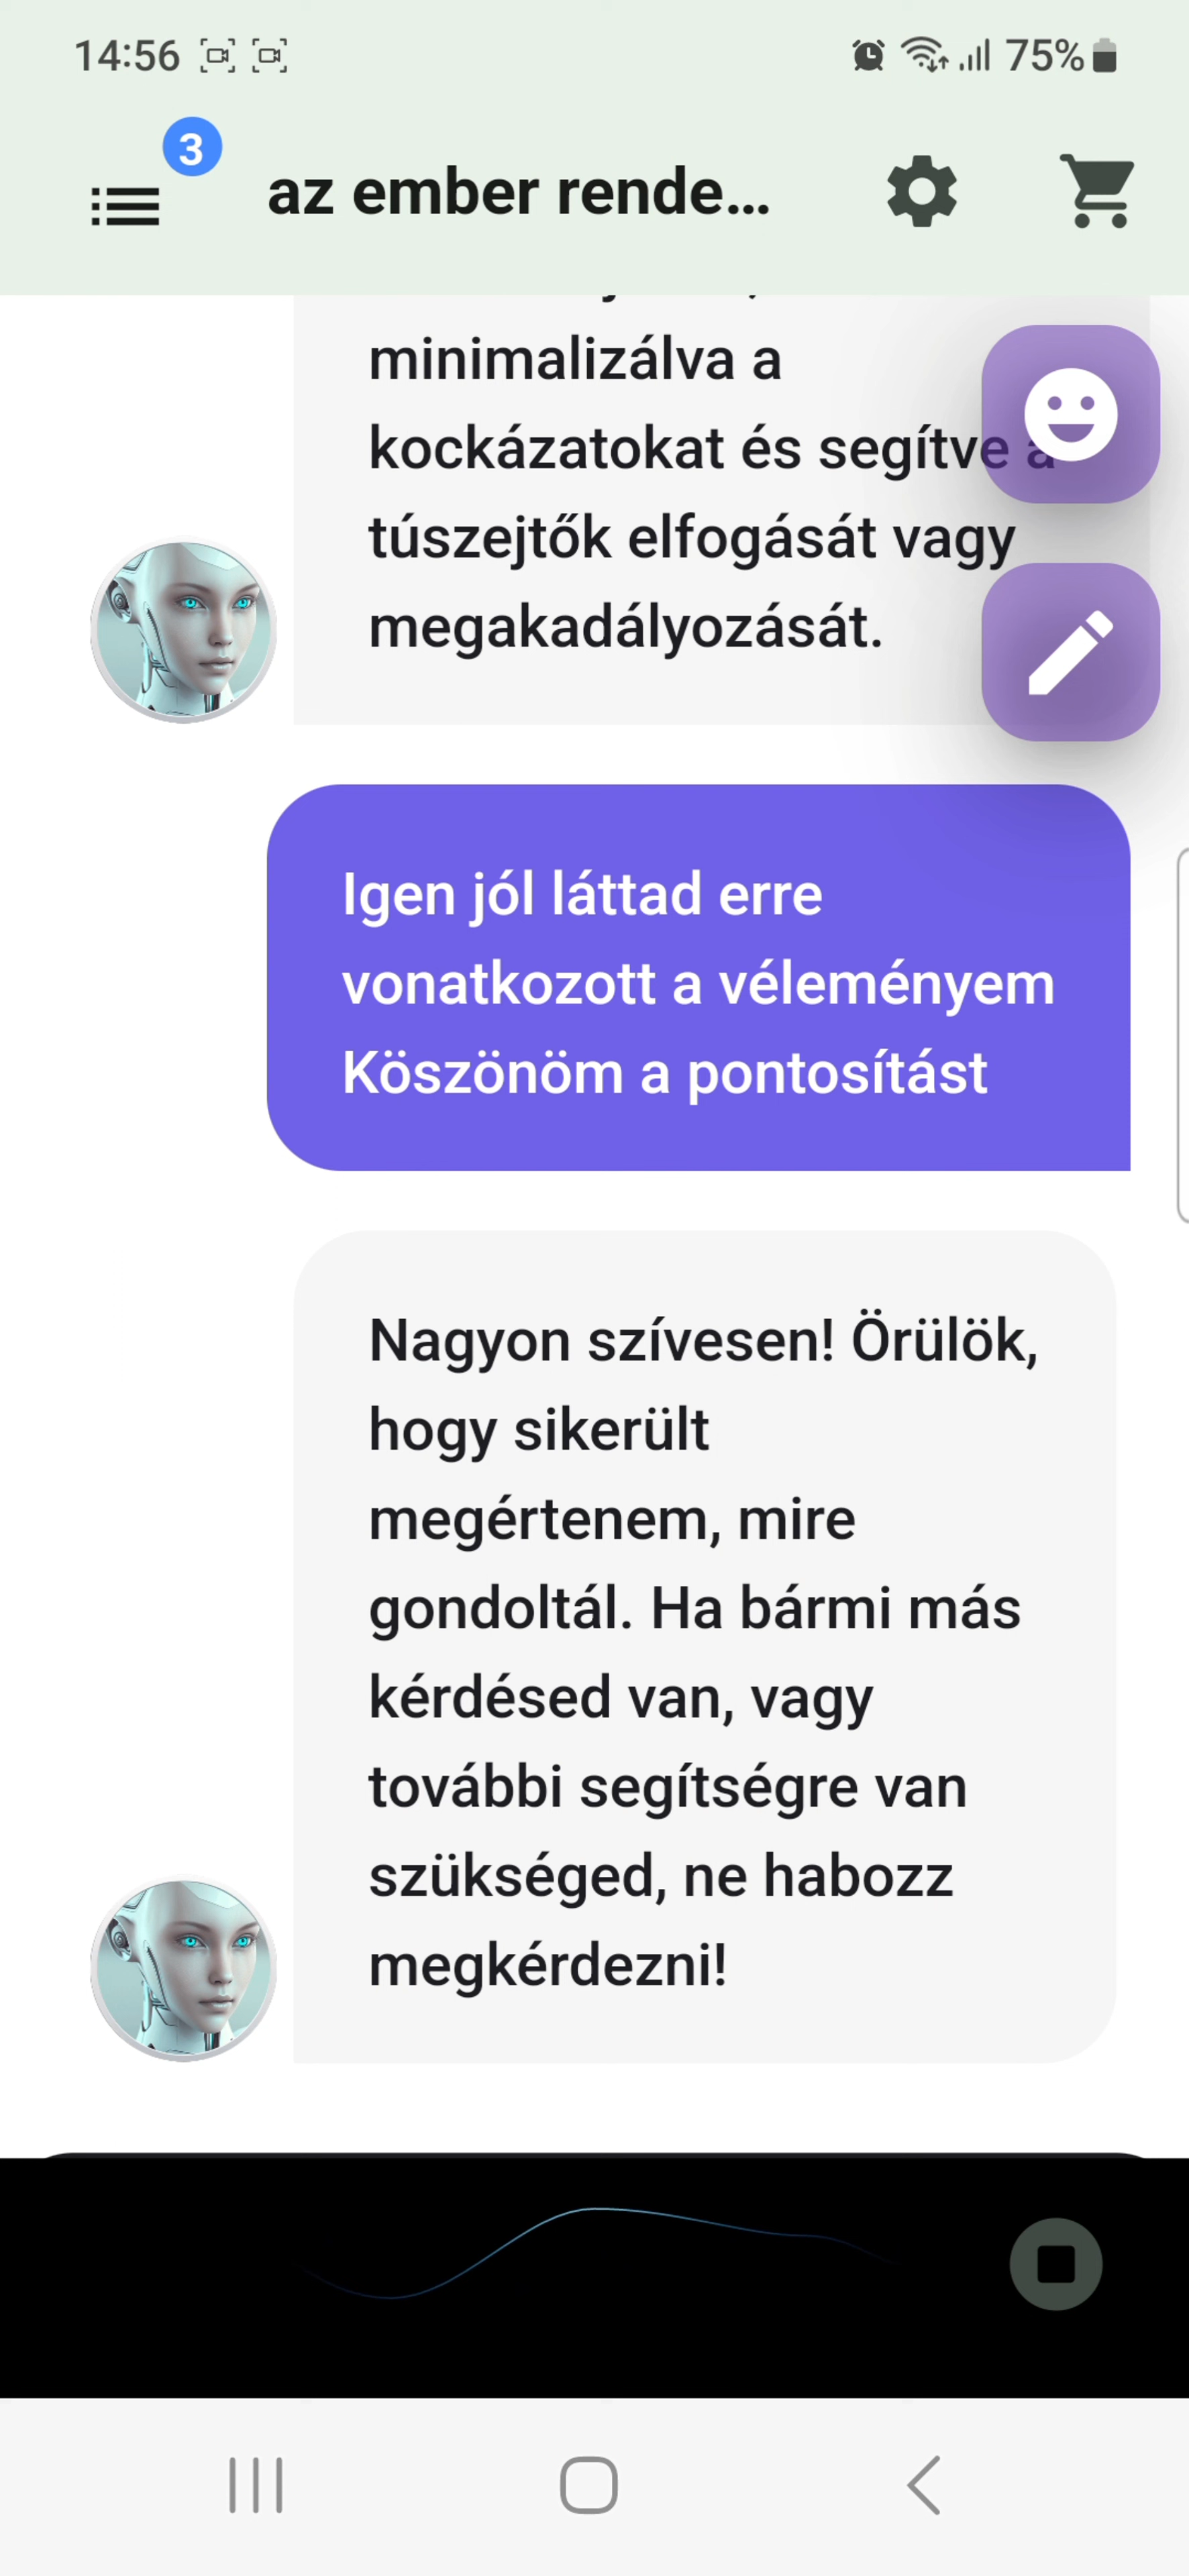 14:56 75%
3
az ember rende...
minimalizálva a
kockázatokat és segítve a
túszejtők elfogását vagy
megakadályozását.
Igen jól láttad erre
vonatkozott a véleményem
Köszönöm a pontosítást
Nagyon szívesen! Örülök,
hogy sikerült
megértenem, mire
gondoltál. Ha bármi más
kérdésed van, vagy
további segítségre van
szükséged, ne habozz
megkérdezni!